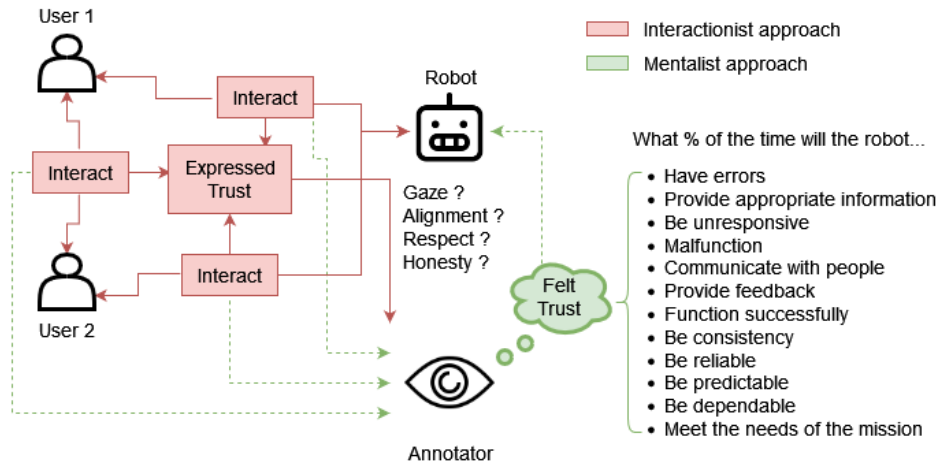 User 1
Interactionist approach
Mentalist approach
Robot
Interact
What % of the time will the robot...
Interact
Expressed
Trust
Have errors
Provide appropriate information
Be unresponsive
Malfunction
Communicate with people
Provide feedback
Function successfully
Be consistency
Be reliable
Be predictable
Be dependable
Meet the needs of the mission
Gaze ?
Alignment ?
Respect ?
Honesty ?
Interact
Felt
Trust
User 2
Annotator